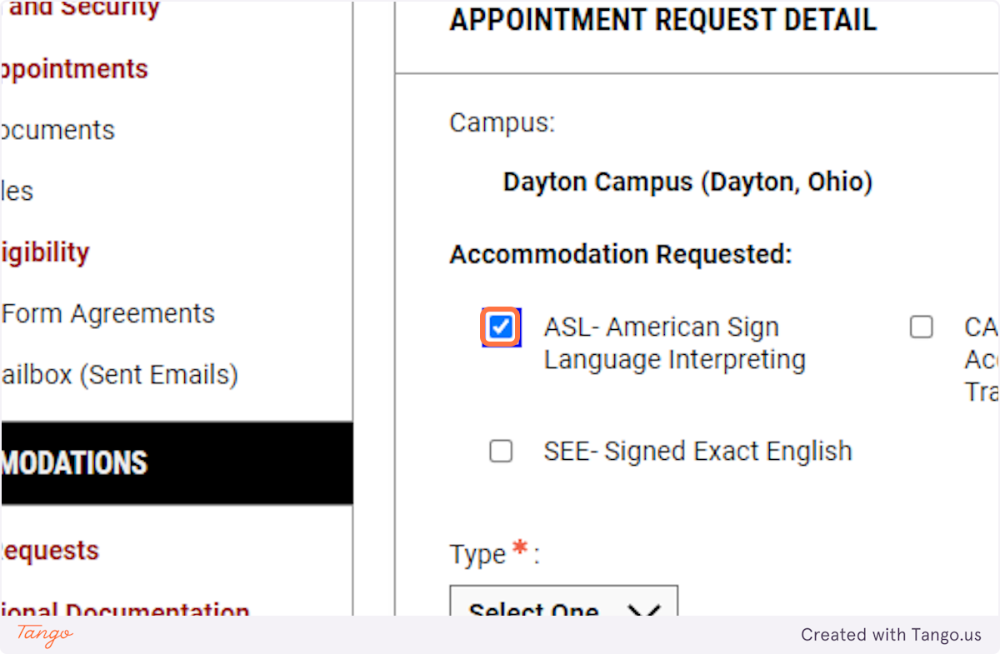 and Security
ppointments
ocuments
les
igibility
Form Agreements
ailbox (Sent Emails)
MODATIONS
equests
ional Documentation
APPOINTMENT REQUEST DETAIL
Campus:
Dayton Campus (Dayton, Ohio)
Accommodation Requested:
ASL- American Sign
Language Interpreting
CA
Acc
Tra
SEE- Signed Exact English
Type * :
Select One
Tango
Created with Tango.us